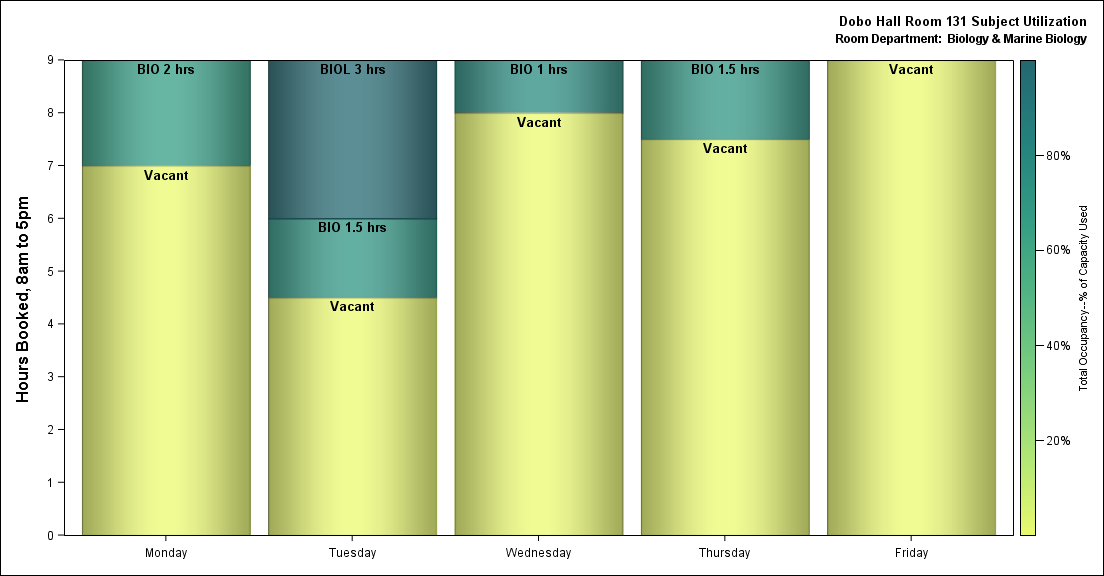 Dobo Hall Room 131 Subject Utilization
Room Department: Biology & Marine Biology
Hours Booked, 8am to 5pm
9
8
7
6
5
4
3
2
1
0
BIO 2 hrs
Vacant
BIOL 3 hrs
BIO 1.5 hrs
Vacant
BIO 1 hrs
Vacant
BIO 1.5 hrs
Vacant
Vacant
Monday
Tuesday
Wednesday
Thursday
Friday
80%
60%
40%
20%
Total Occupancy--% of Capacity Used